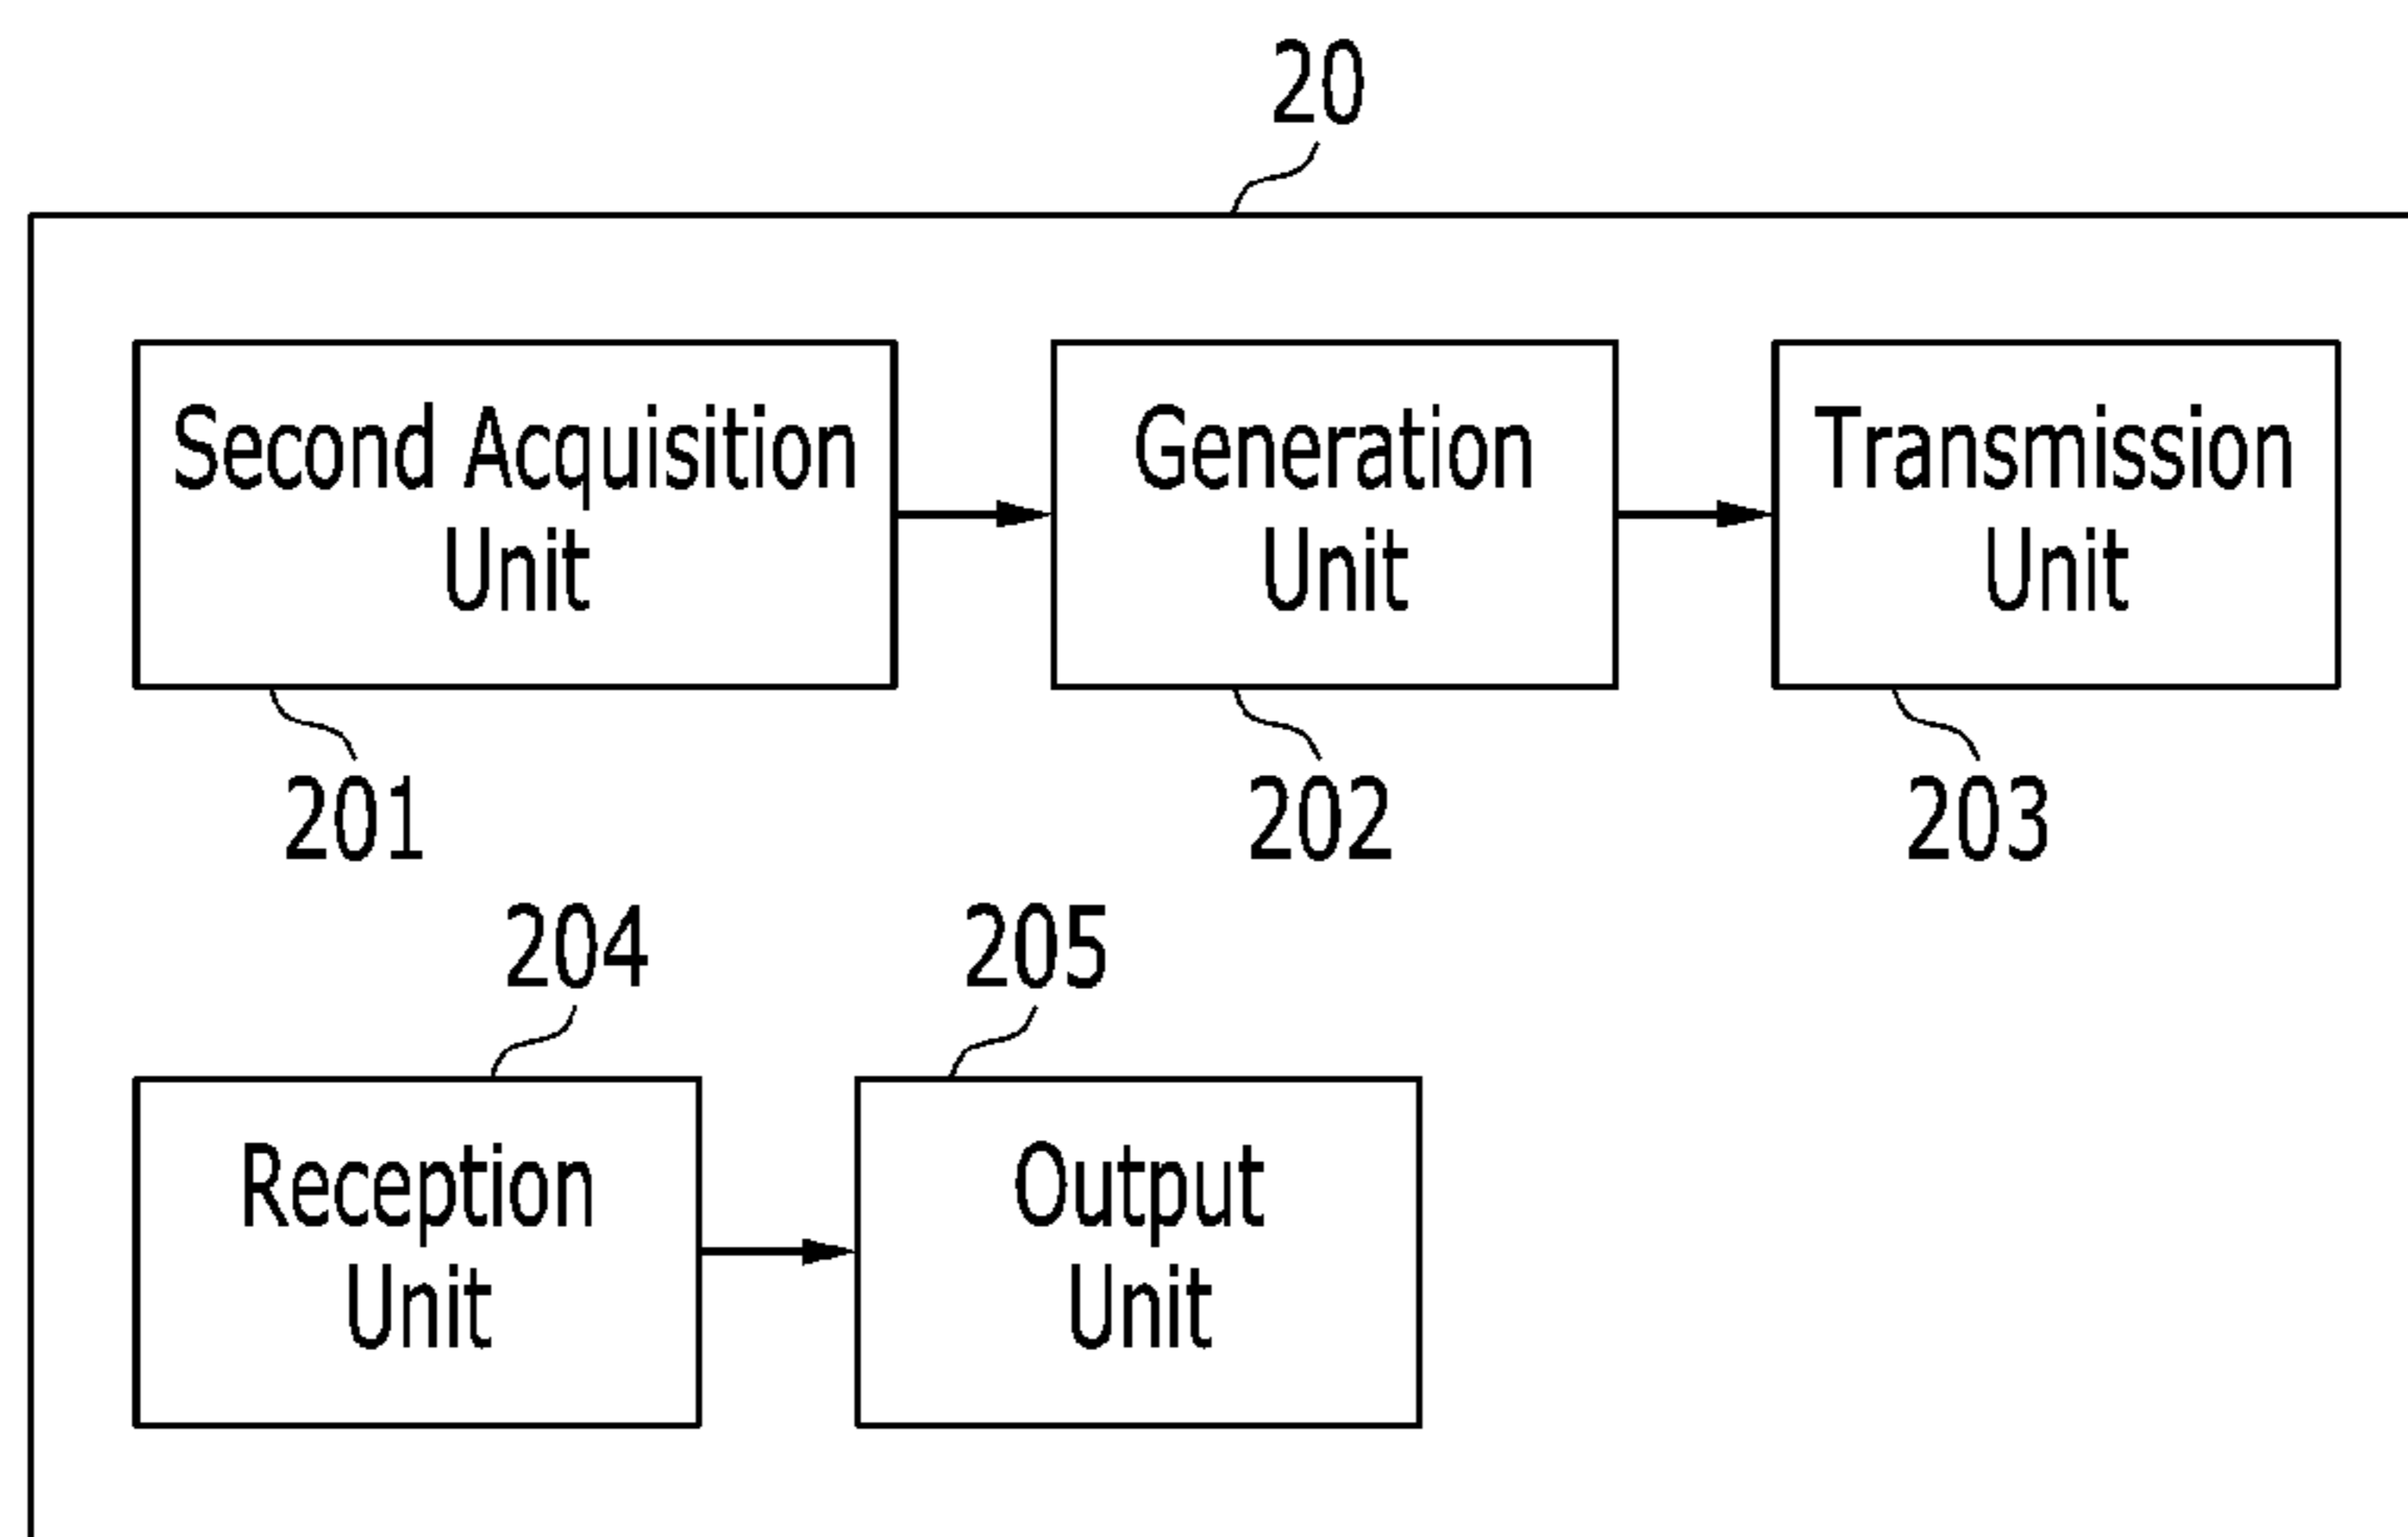 20
Second Acquisition
Unit
Generation
Unit
Transmission
Unit
201
202
203
204
205
Reception
Unit
Output
Unit